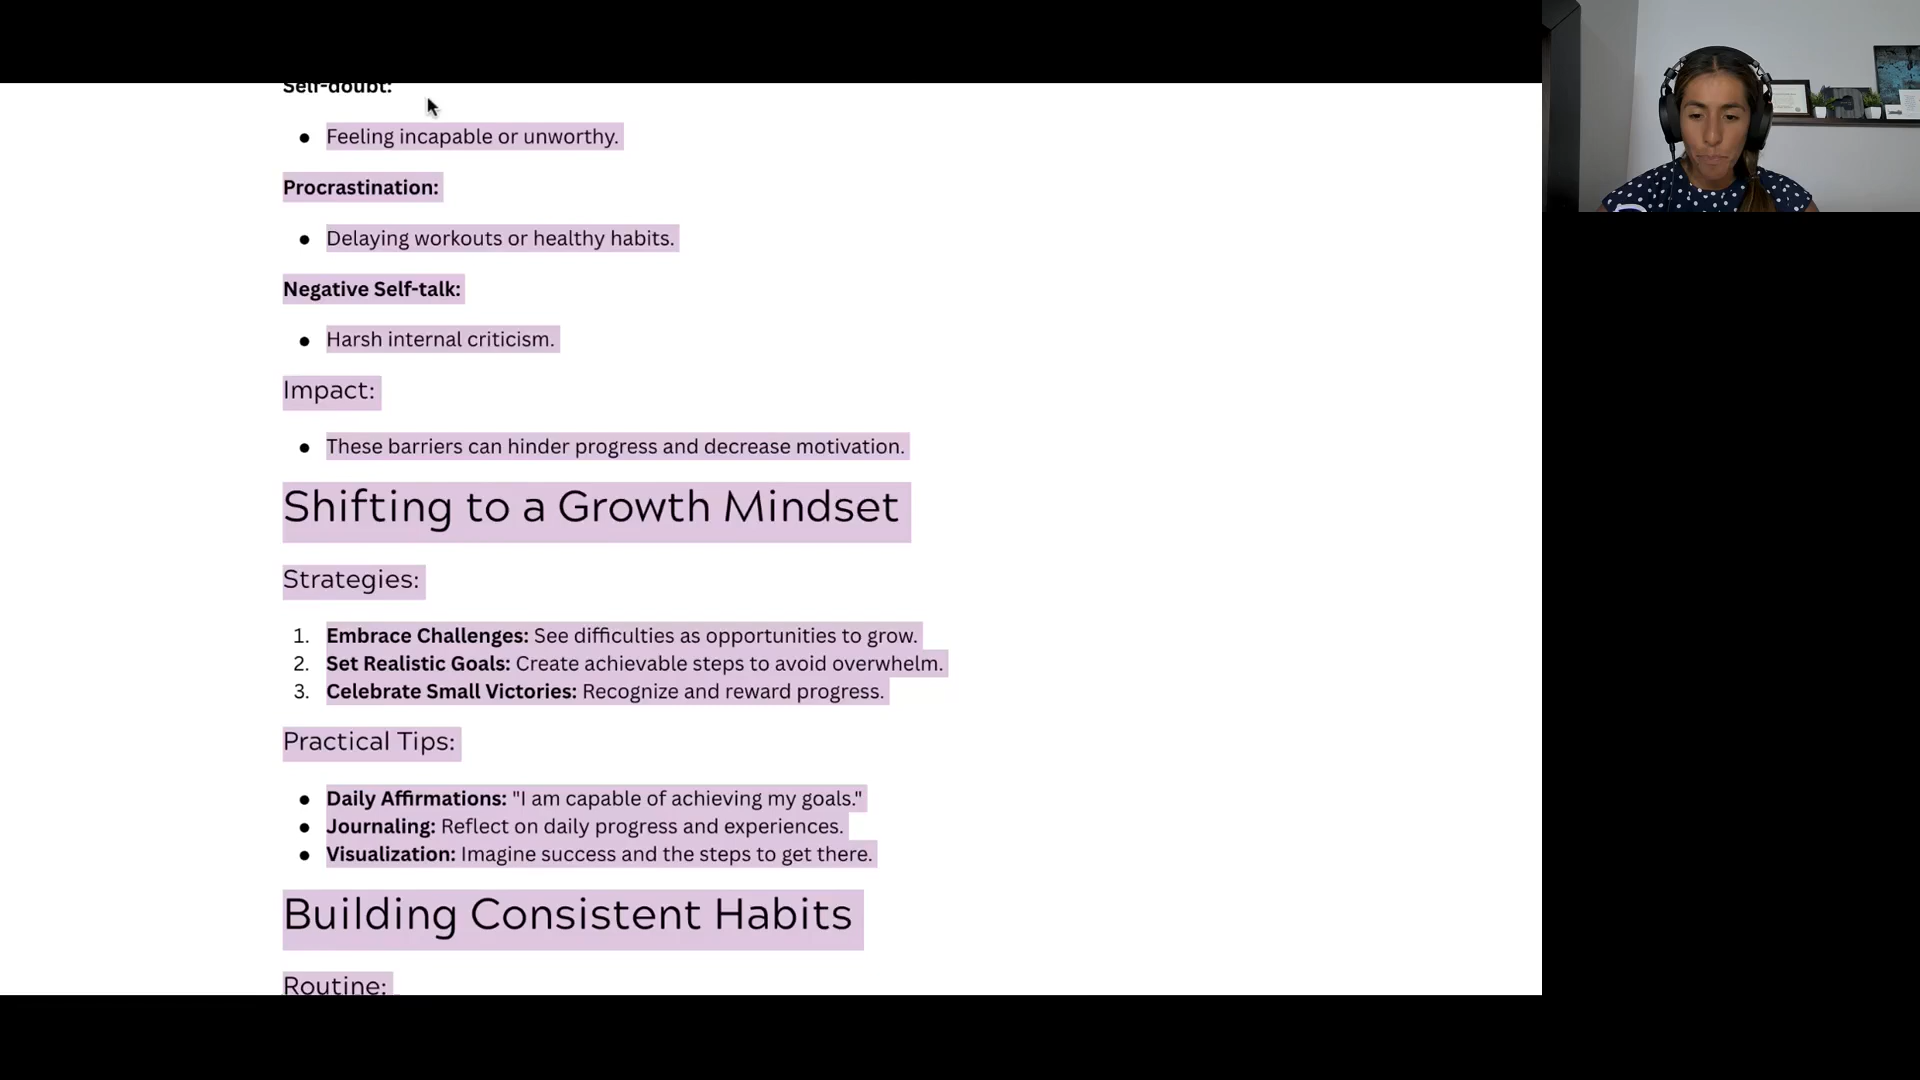 Self-doubt:
● Feeling incapable or unworthy.
Procrastination:
● Delaying workouts or healthy habits.
Negative Self-talk:
● Harsh internal criticism.
Impact:
● These barriers can hinder progress and decrease motivation.
Shifting to a Growth Mindset
Strategies:
1. Embrace Challenges: See difficulties as opportunities to grow.
2. Set Realistic Goals: Create achievable steps to avoid overwhelm.
3. Celebrate Small Victories: Recognize and reward progress.
Practical Tips:
● Daily Affirmations: "I am capable of achieving my goals."
● Journaling: Reflect on daily progress and experiences.
● Visualization: Imagine success and the steps to get there.
Building Consistent Habits
Routine: